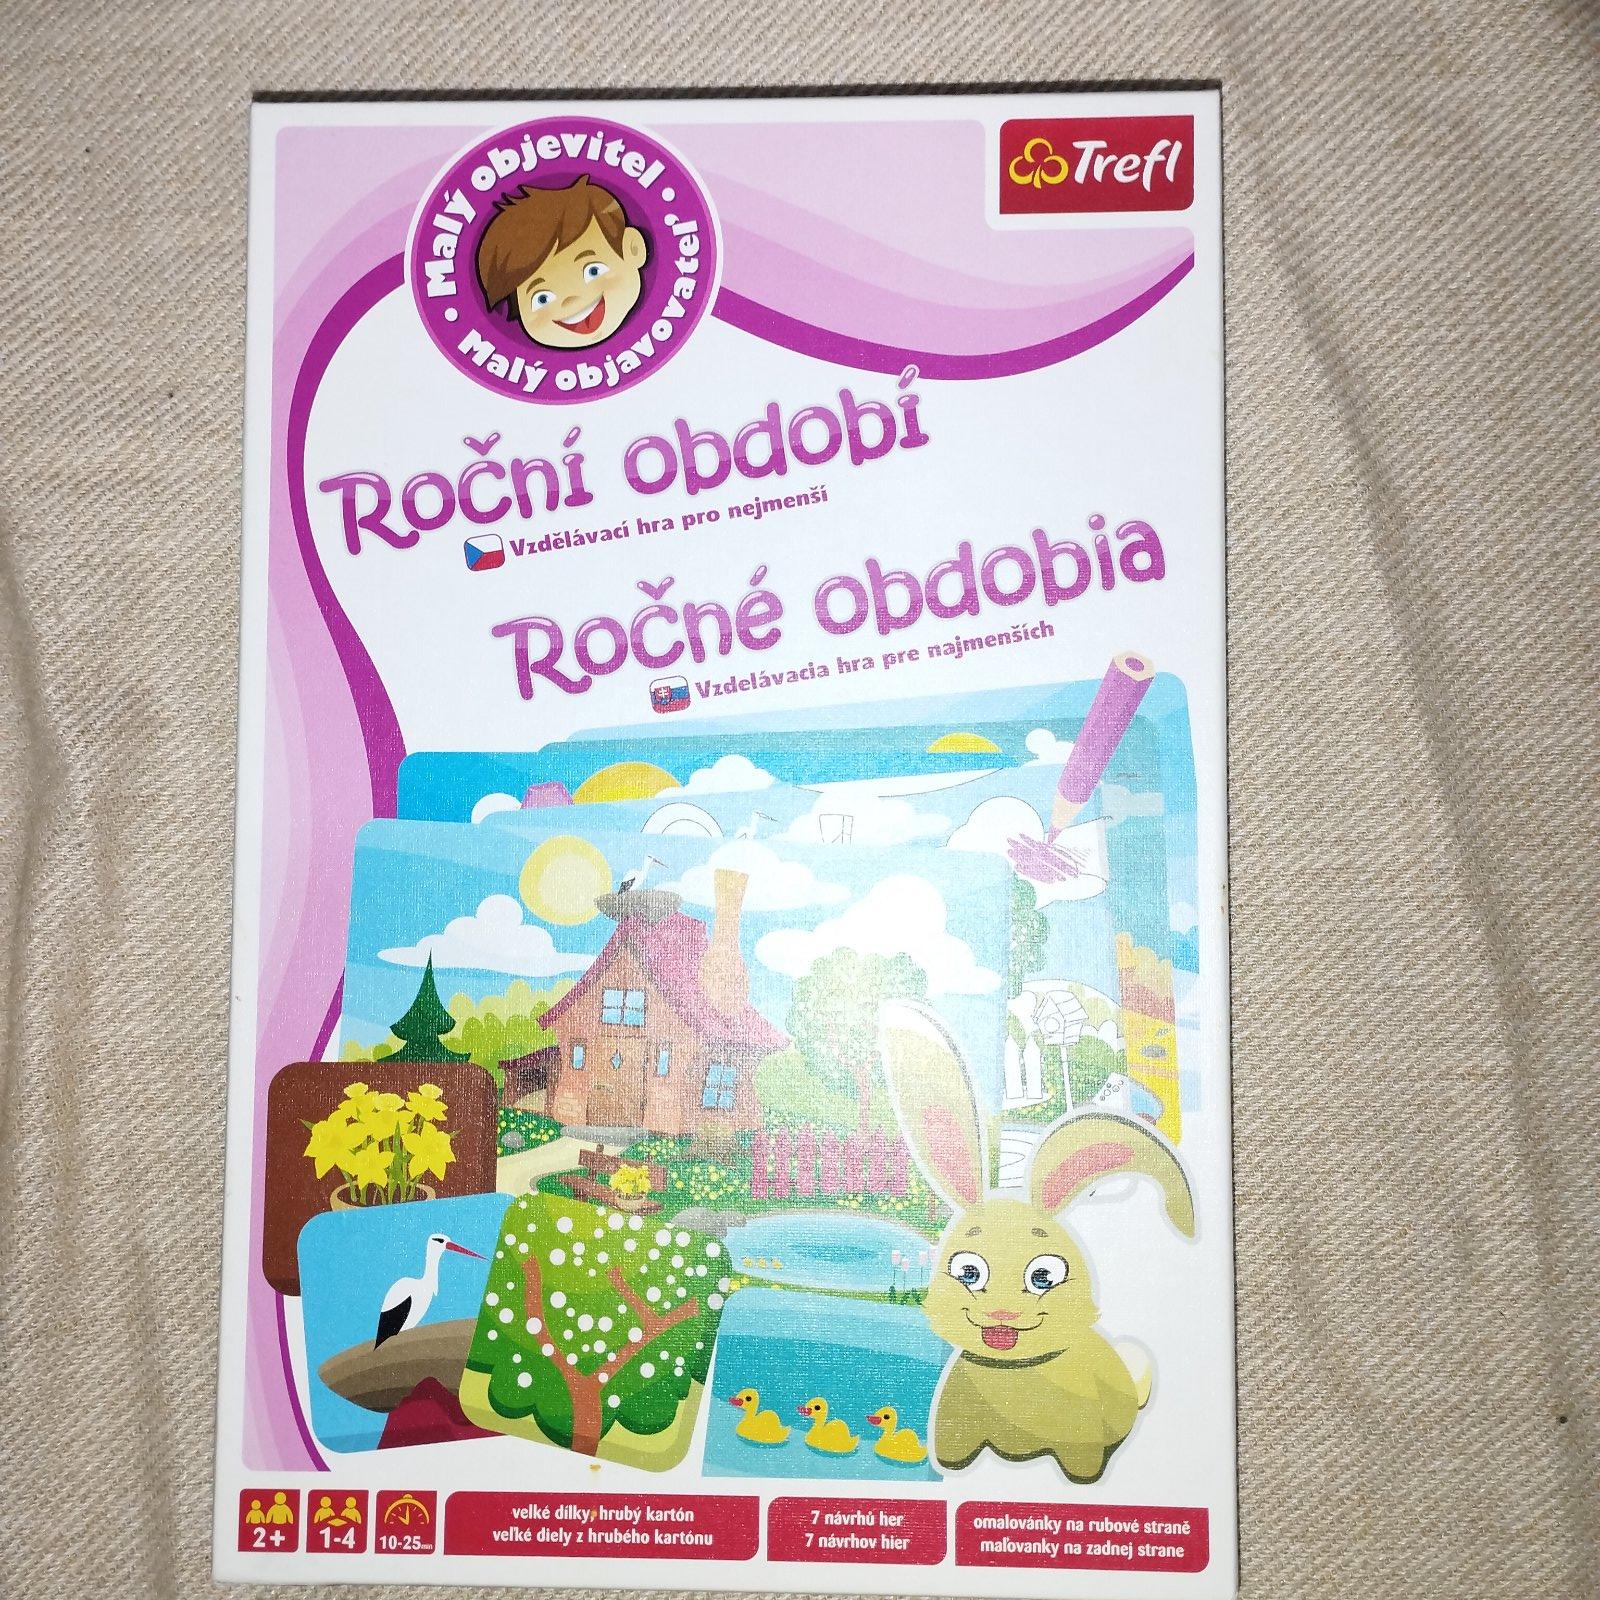 Malý objevitel
Malý objavovateľ
Trefl
Roční období
Vzdělávací hra pro nejmenší
Ročné obdobia
Vzdelávacia hra pre najmenších
2+
1-4
10-25min
velké dílky, hrubý kartón
veľké diely z hrubého kartónu
7 návrhů her
7 návrhov hier
omalovánky na rubové straně
maľovanky na zadnej strane